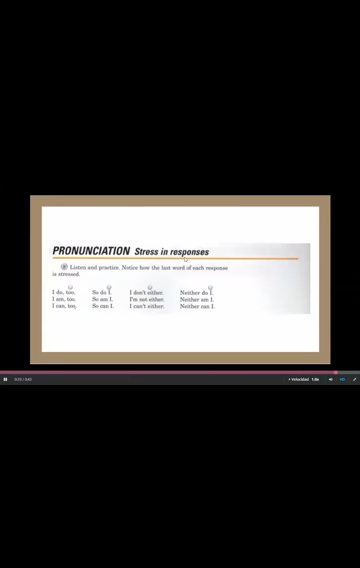 PRONUNCIATION Stress in responses
Listen and practice. Notice how the last word of each response
is stressed.
I do, too. So do I. I don't either. Neither do I.
I am, too. So am I. I'm not either. Neither am I.
I can, too. So can I. I can't either. Neither can I.
Velocidad 1.0x